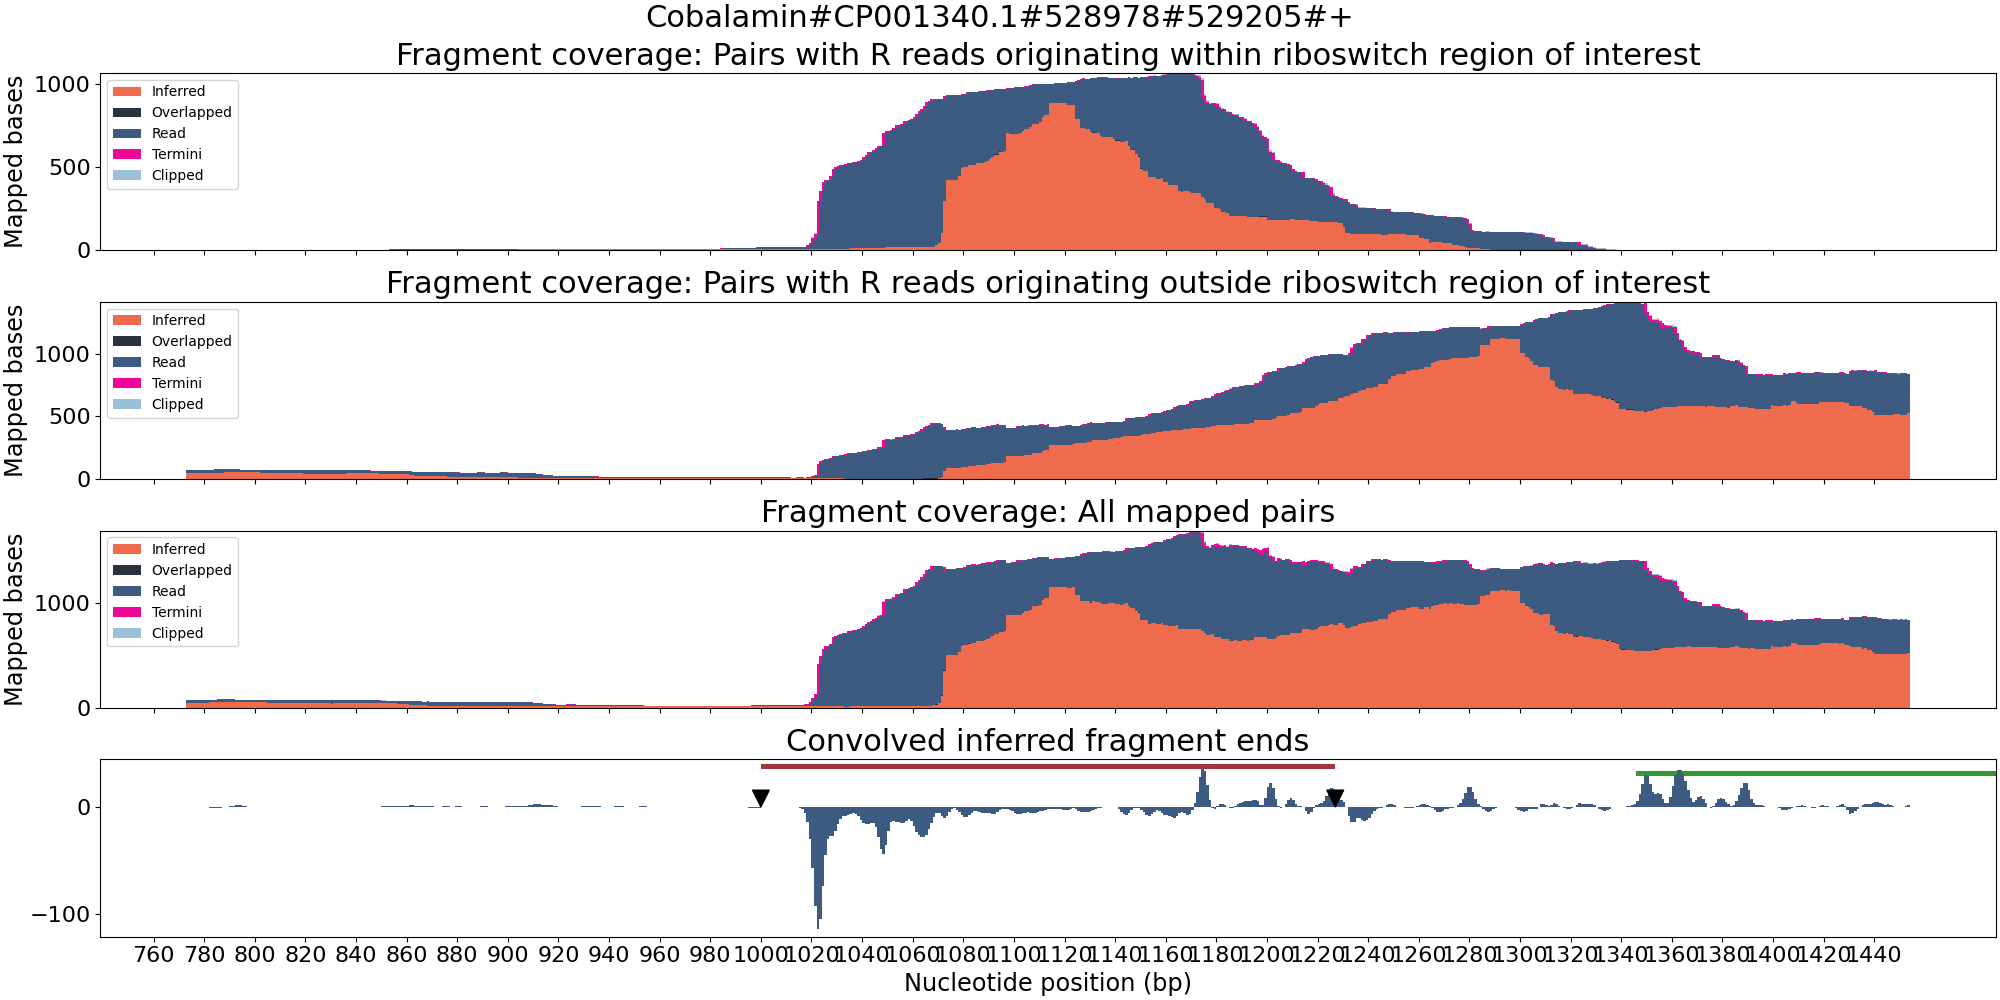 Cobalamin#CP001340.1#528978#529205#+
Fragment coverage: Pairs with R reads originating within riboswitch region of interest
Mapped bases
1000
500
0
Inferred
Overlapped
Read
Termini
Clipped
Fragment coverage: Pairs with R reads originating outside riboswitch region of interest
Mapped bases
1000
500
0
Inferred
Overlapped
Read
Termini
Clipped
Fragment coverage: All mapped pairs
Mapped bases
1000
0
Inferred
Overlapped
Read
Termini
Clipped
Convolved inferred fragment ends
0
−100
760 780 800 820 840 860 880 900 920 940 960 980 1000 1020 1040 1060 1080 1100 1120 1140 1160 1180 1200 1220 1240 1260 1280 1300 1320 1340 1360 1380 1400 1420 1440
Nucleotide position (bp)